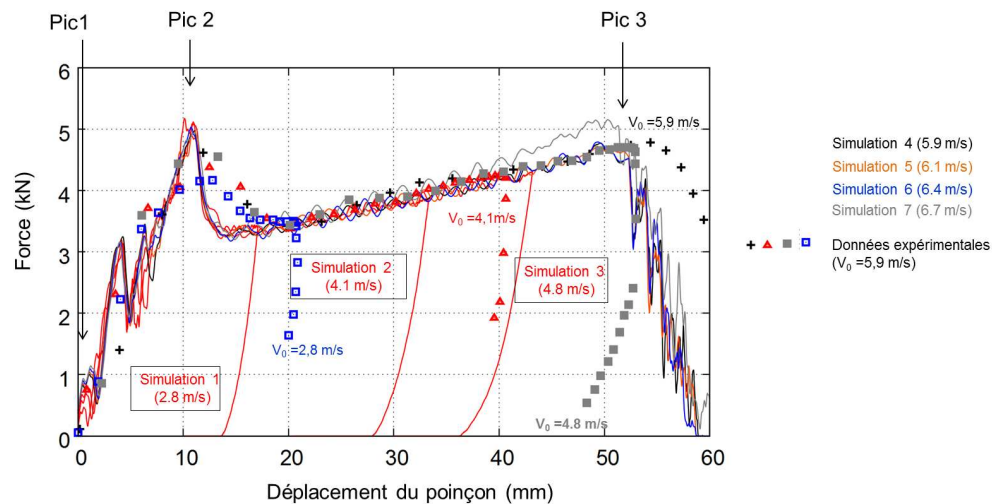 Pic1
Pic 2
Pic 3
6
5
4
3
2
1
0
Force (kN)
V0 =5,9 m/s
V0 =4,1m/s
Simulation 2
(4.1 m/s)
Simulation 3
(4.8 m/s)
V0 =2,8 m/s
Simulation 1
(2.8 m/s)
V0 =4.8 m/s
0
10
20
30
40
50
60
Déplacement du poinçon (mm)
Simulation 4 (5.9 m/s)
Simulation 5 (6.1 m/s)
Simulation 6 (6.4 m/s)
Simulation 7 (6.7 m/s)
Données expérimentales
(V0 =5,9 m/s)